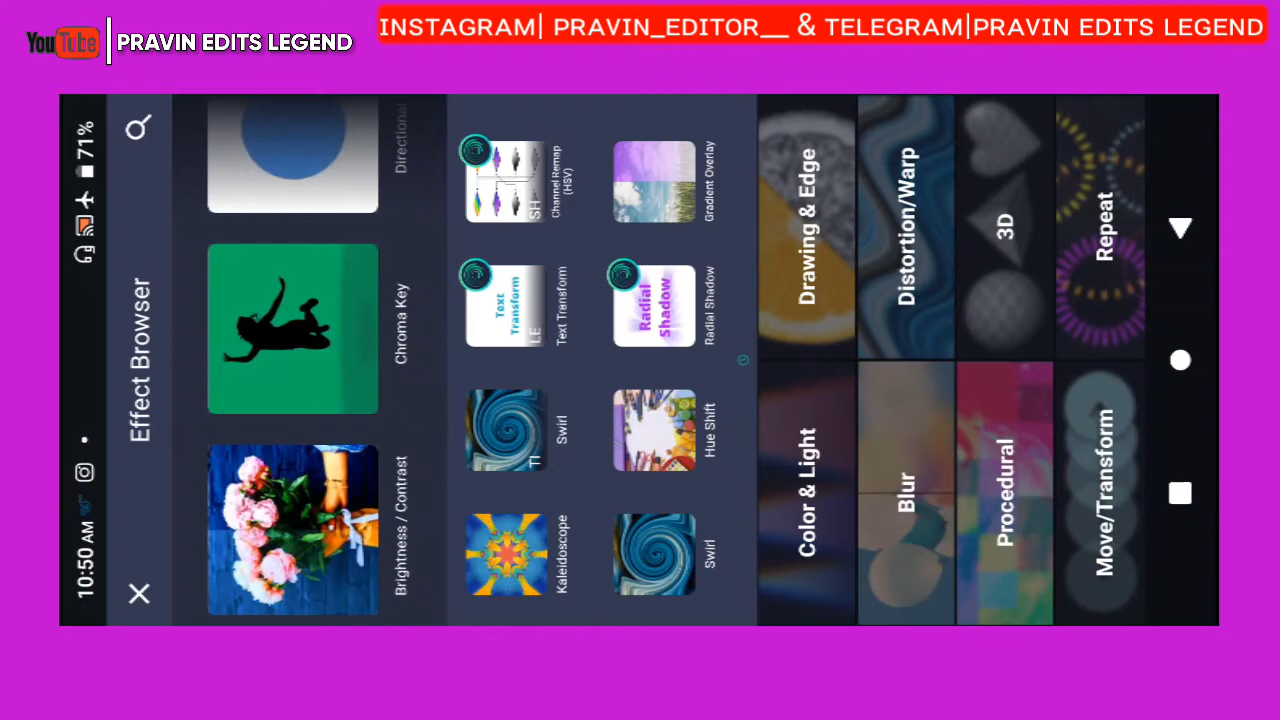 YouTube
PRAVIN EDITS LEGEND
INSTAGRAM| PRAVIN_EDITOR__ & TELEGRAM|PRAVIN EDITS LEGEND
10:50 AM
71%
Effect Browser
Brightness / Contrast
Chroma Key
Directional
Kaleidoscope
TI
Swirl
Text
Transform
LE
Text Transform
SH
Channel Remap
(HSV)
Swirl
Hue Shift
Radial
Shadow
Radial Shadow
Gradient Overlay
Color & Light
Drawing & Edge
Blur
Distortion/Warp
Procedural
3D
Move/Transform
Repeat